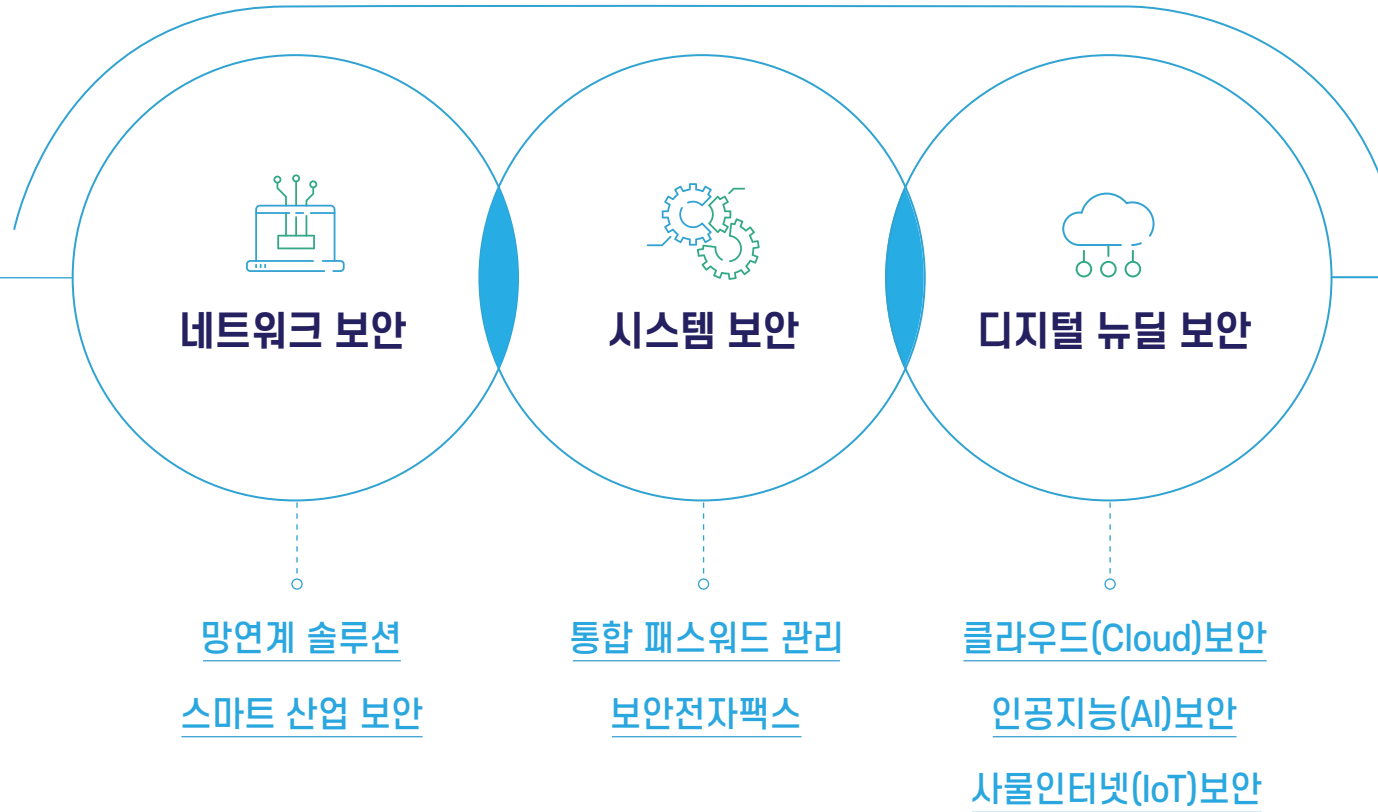 네트워크 보안
시스템 보안
디지털 뉴딜 보안
망연계 솔루션
스마트 산업 보안
통합 패스워드 관리
보안전자팩스
클라우드(Cloud)보안
인공지능(AI)보안
사물인터넷(IoT)보안